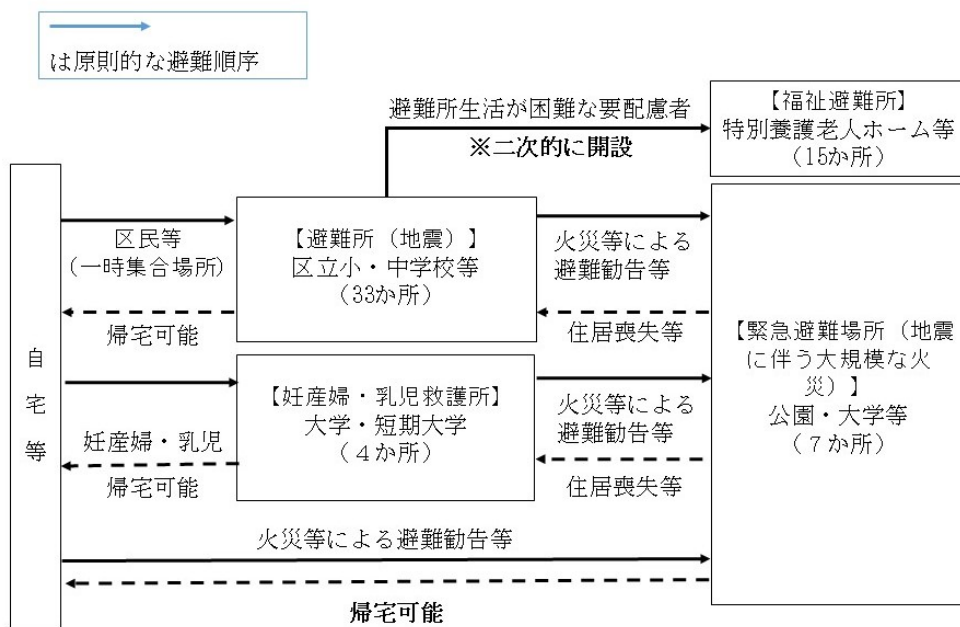 は原則的な避難順序
避難所生活が困難な要配慮者
※二次的に開設
【福祉避難所】
特別養護老人ホーム等
(15か所)
自
宅
等
区民等
(一時集合場所)
帰宅可能
【避難所（地震）】
区立小・中学校等
(33か所)
火災等による
避難勧告等
住居喪失等
妊産婦・乳児
帰宅可能
【妊産婦・乳児救護所】
大学・短期大学
(４か所)
火災等による
避難勧告等
住居喪失等
【緊急避難場所（地震
に伴う大規模な火
災）】
公園・大学等
(７か所)
火災等による避難勧告等
帰宅可能